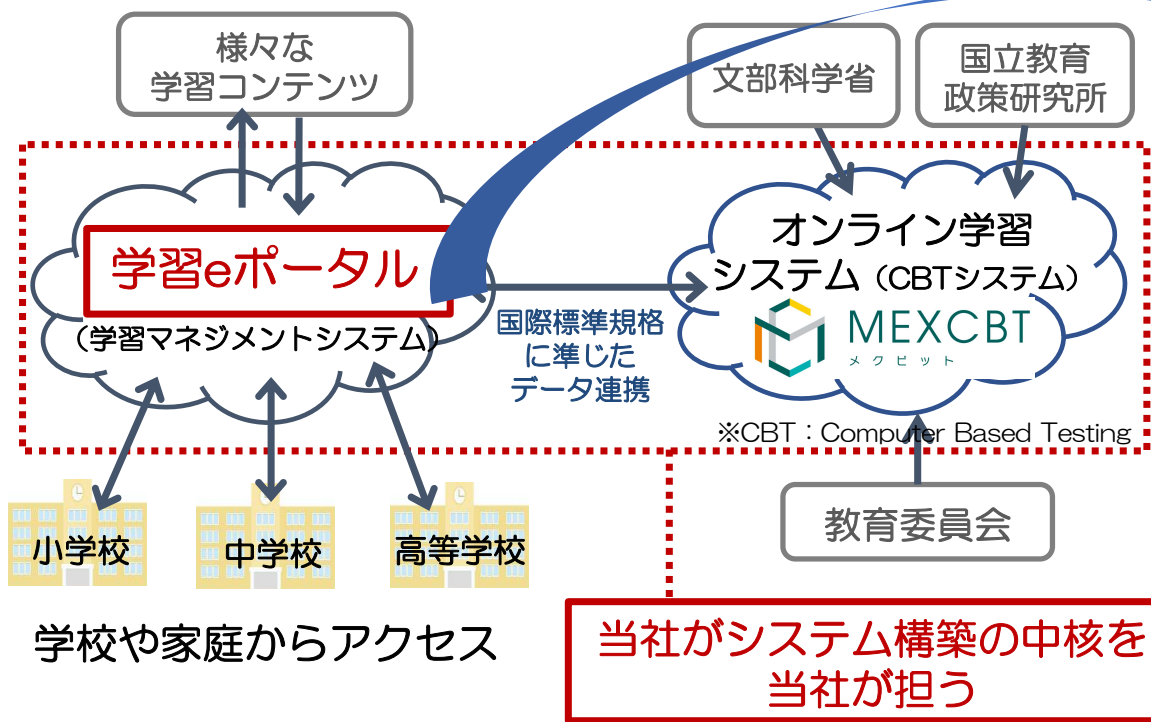 様々な
学習コンテンツ
文部科学省
国立教育
政策研究所
学習eポータル
(学習マネジメントシステム)
国際標準規格
に準じた
データ連携
オンライン学習
システム(CBTシステム)
MEXCBT
メクビット
※CBT:Computer Based Testing
小学校
中学校
高等学校
教育委員会
学校や家庭からアクセス
当社がシステム構築の中核を
当社が担う